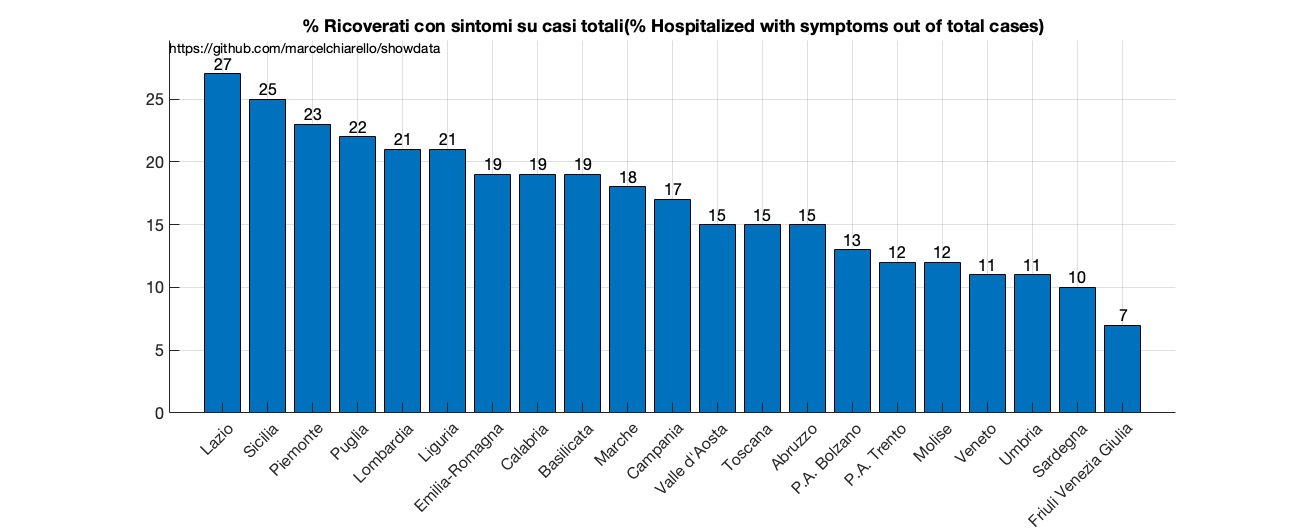 % Ricoverati con sintomi su casi totali(% Hospitalized with symptoms out of total cases)
https://github.com/marcelchiarello/showdata
27
25
23
22
21
21
19
19
19
18
17
15
15
15
13
12
12
11
11
10
7
25
20
15
10
5
0
Lazio
Sicilia
Piemonte
Puglia
Lombardia
Liguria
Emilia-Romagna
Calabria
Basilicata
Marche
Campania
Valle d'Aosta
Toscana
Abruzzo
P.A. Bolzano
P.A. Trento
Molise
Veneto
Umbria
Sardegna
Friuli Venezia Giulia